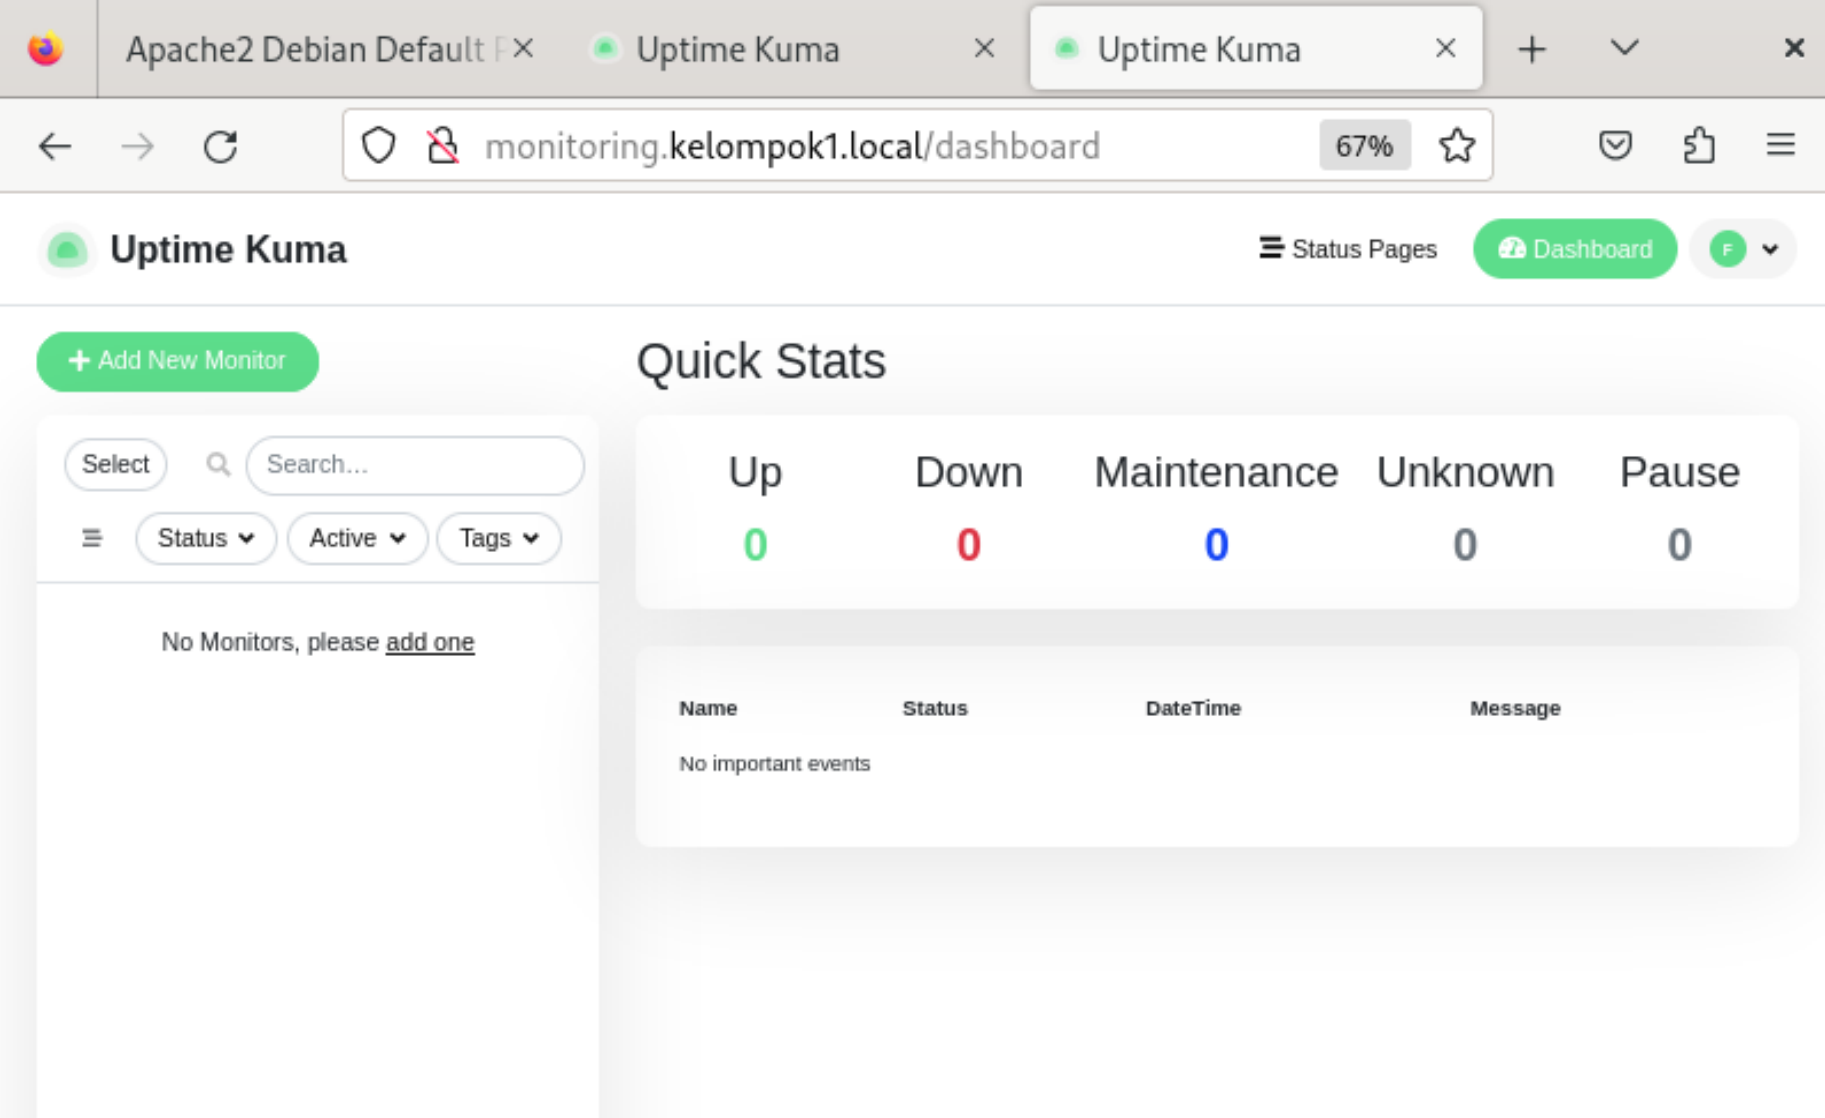 Apache2 Debian Default
Uptime Kuma
Uptime Kuma
monitoring.kelompok1.local/dashboard
67%
Uptime Kuma
Status Pages
Dashboard
F
Add New Monitor
Quick Stats
Select
Search...
Status
Active
Tags
No Monitors, please add one
Up
Down
Maintenance
Unknown
Pause
0
0
0
0
0
Name
Status
DateTime
Message
No important events